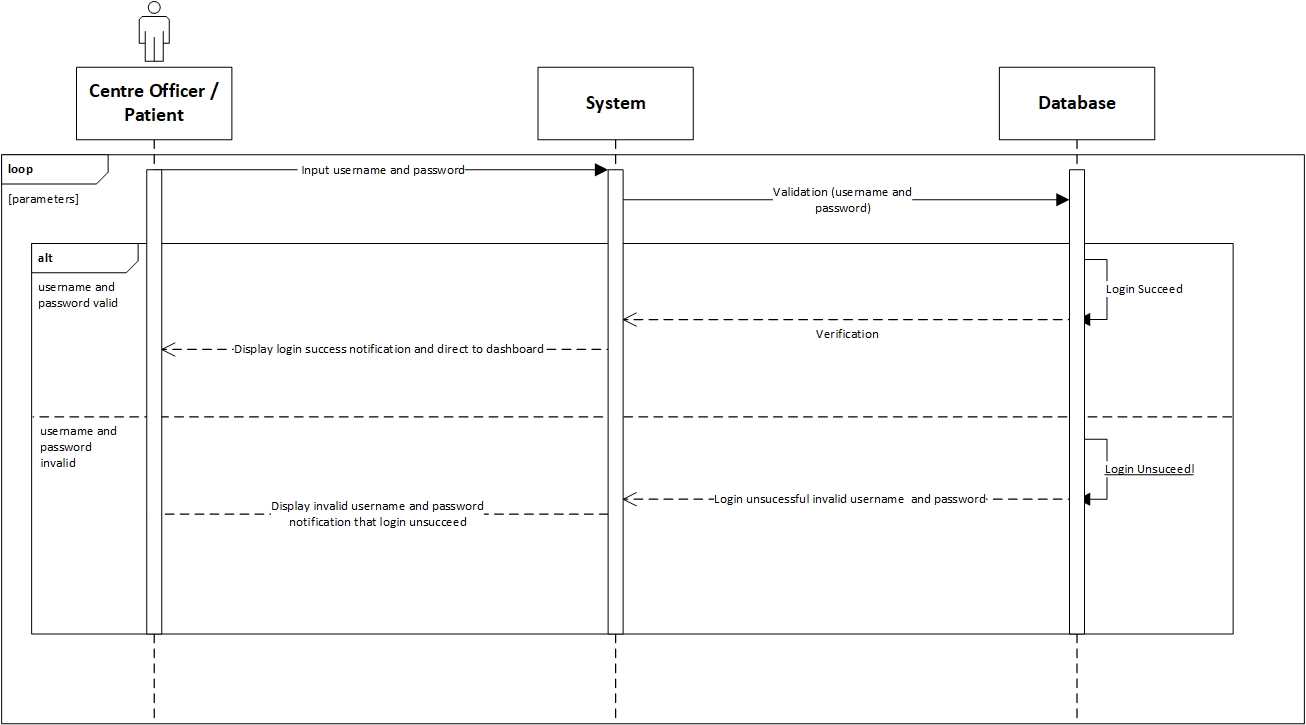 Centre Officer /
Patient
System
Database
loop
[parameters]
Input username and password
Validation (username and
password)
alt
username and
password valid
Login Succeed
Verification
Display login success notification and direct to dashboard
username and
password
invalid
Login Unsuceedl
Login unsucessful invalid username and password
Display invalid username and password
notification that login unsucceed